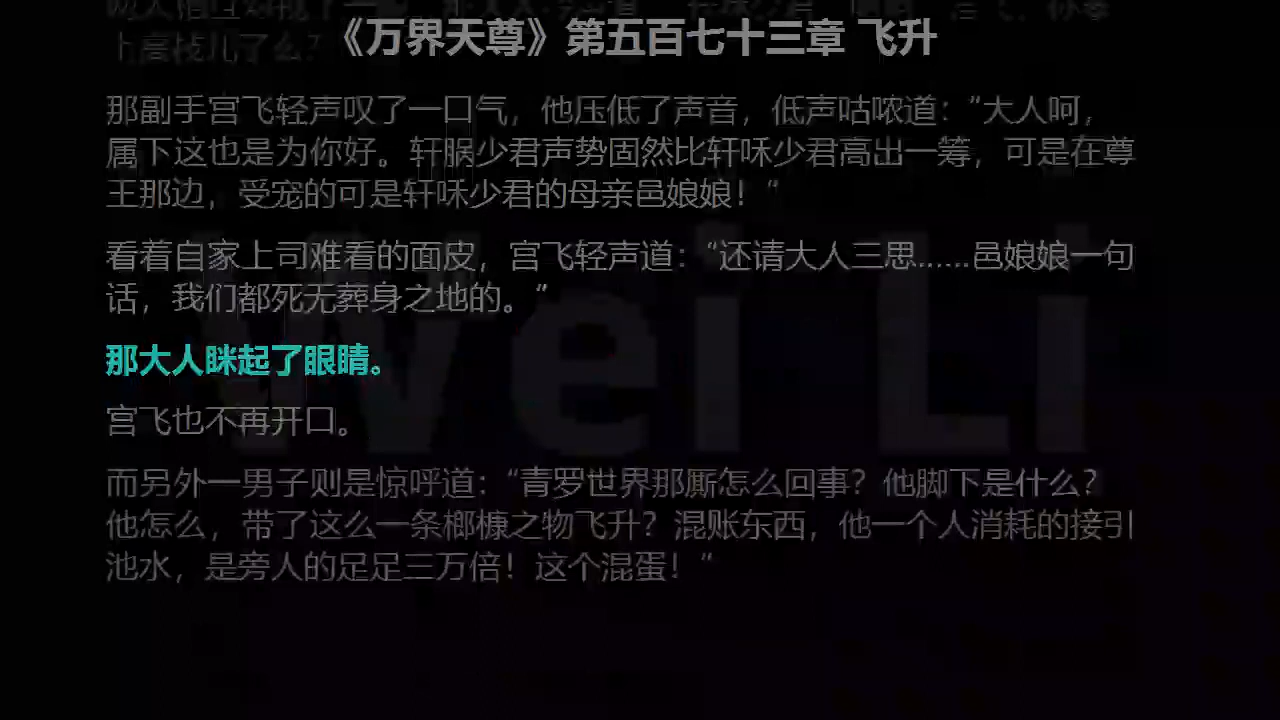 《万界天尊》第五百七十三章 飞升
那副手宫飞轻声叹了一口气，他压低了声音，低声咕哝道：“大人呵，
属下这也是为你好。轩脶少君声势固然比轩咊少君高出一筹，可是在尊
王那边，受宠的可是轩咊少君的母亲邑娘娘！”
看着自家上司难看的面皮，宫飞轻声道：“还请大人三思……邑娘娘一句
话，我们都死无葬身之地的。”
那大人眯起了眼睛。
宫飞也不再开口。
而另外一男子则是惊呼道：“青罗世界那厮怎么回事？他脚下是什么？
他怎么，带了这么一条榔槺之物飞升？混账东西，他一个人消耗的接引
池水，是旁人的足足三万倍！这个混蛋！”
Wei Li